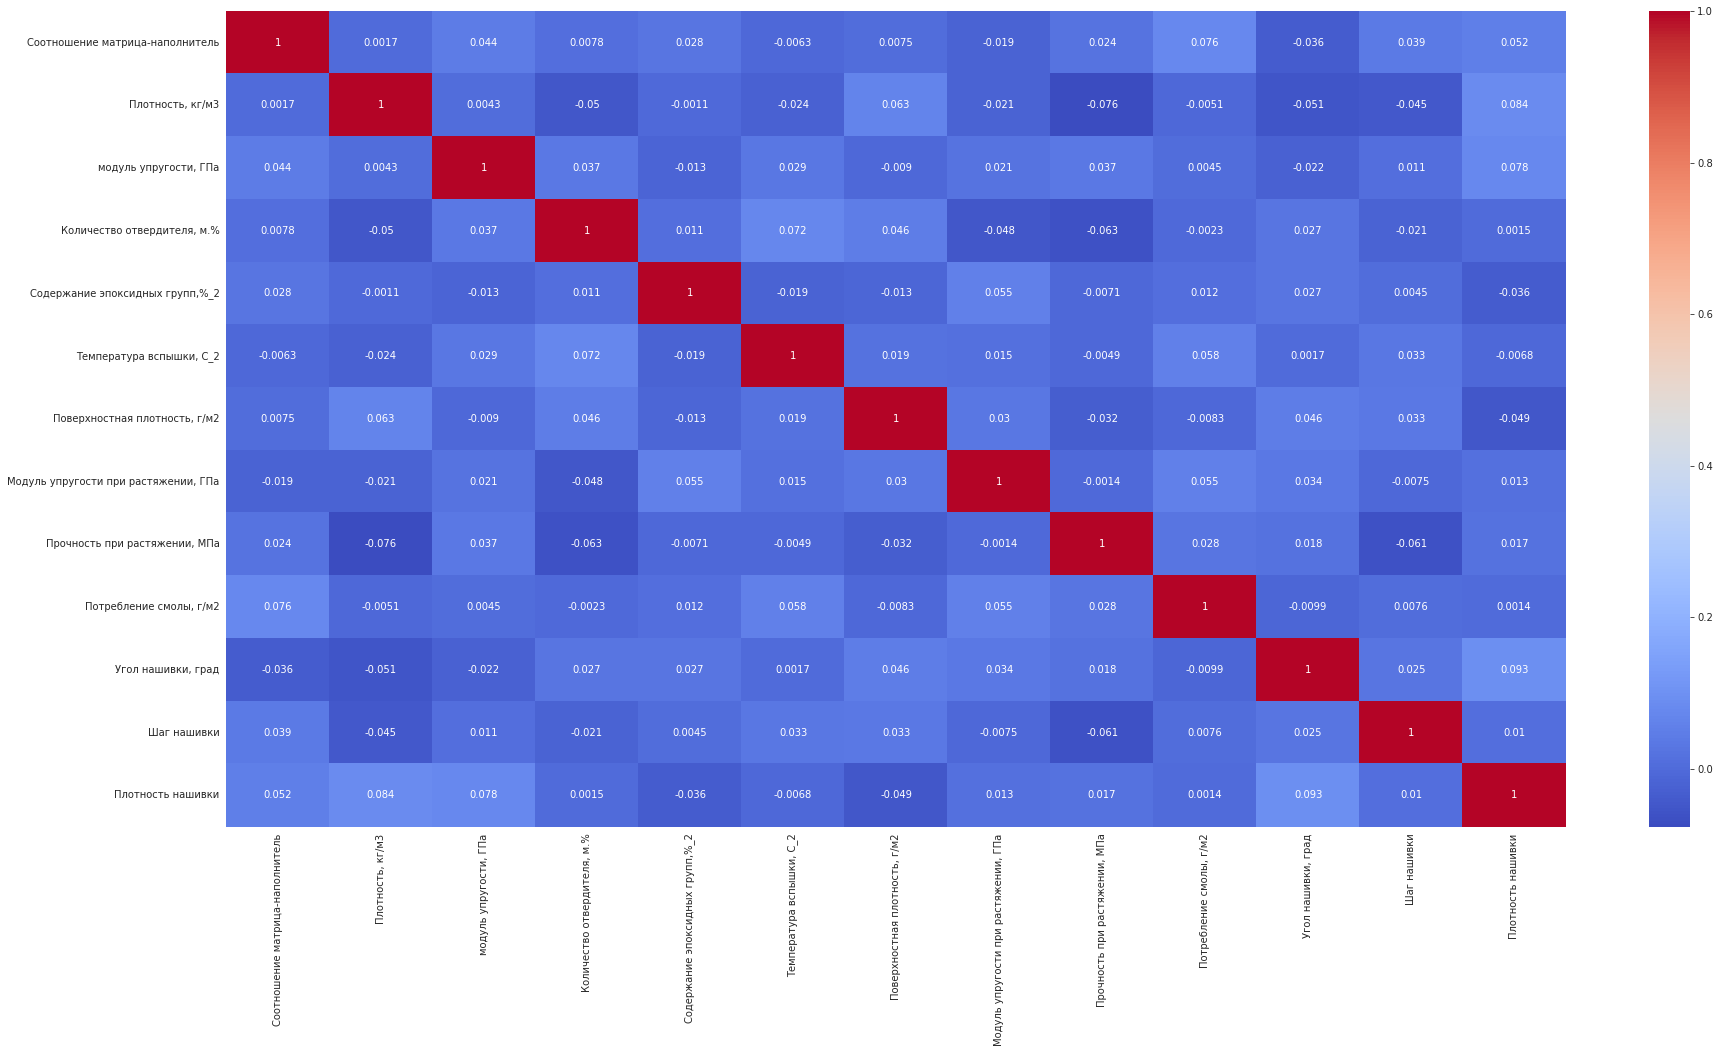 Соотношение матрица-наполнитель 1 0.0017 0.044 0.0078 0.028 -0.0063 0.0075 -0.019 0.024 0.076 -0.036 0.039 0.052
Плотность, кг/м3 0.0017 1 0.0043 -0.05 -0.0011 -0.024 0.063 -0.021 -0.076 -0.0051 -0.051 -0.045 0.084
модуль упругости, ГПа 0.044 0.0043 1 0.037 -0.013 0.029 -0.009 0.021 0.037 0.0045 -0.022 0.011 0.078
Количество отвердителя, м.% 0.0078 -0.05 0.037 1 0.011 0.072 0.046 -0.048 -0.063 -0.0023 0.027 -0.021 0.0015
Содержание эпоксидных групп,%_2 0.028 -0.0011 -0.013 0.011 1 -0.019 -0.013 0.055 -0.0071 0.012 0.027 0.0045 -0.036
Температура вспышки, С_2 -0.0063 -0.024 0.029 0.072 -0.019 1 0.019 0.015 -0.0049 0.058 0.0017 0.033 -0.0068
Поверхностная плотность, г/м2 0.0075 0.063 -0.009 0.046 -0.013 0.019 1 0.03 -0.032 -0.0083 0.046 0.033 -0.049
Модуль упругости при растяжении, ГПа -0.019 -0.021 0.021 -0.048 0.055 0.015 0.03 1 -0.0014 0.055 0.034 -0.0075 0.013
Прочность при растяжении, МПа 0.024 -0.076 0.037 -0.063 -0.0071 -0.0049 -0.032 -0.0014 1 0.028 0.018 -0.061 0.017
Потребление смолы, г/м2 0.076 -0.0051 0.0045 -0.0023 0.012 0.058 -0.0083 0.055 0.028 1 -0.0099 0.0076 0.0014
Угол нашивки, град -0.036 -0.051 -0.022 0.027 0.027 0.0017 0.046 0.034 0.018 -0.0099 1 0.025 0.093
Шаг нашивки 0.039 -0.045 0.011 -0.021 0.0045 0.033 0.033 -0.0075 -0.061 0.0076 0.025 1 0.01
Плотность нашивки 0.052 0.084 0.078 0.0015 -0.036 -0.0068 -0.049 0.013 0.017 0.0014 0.093 0.01 1
Соотношение матрица-наполнитель
Плотность, кг/м3
модуль упругости, ГПа
Количество отвердителя, м.%
Содержание эпоксидных групп,%_2
Температура вспышки, С_2
Поверхностная плотность, г/м2
Модуль упругости при растяжении, ГПа
Прочность при растяжении, МПа
Потребление смолы, г/м2
Угол нашивки, град
Шаг нашивки
Плотность нашивки
1.0
0.8
0.6
0.4
0.2
0.0